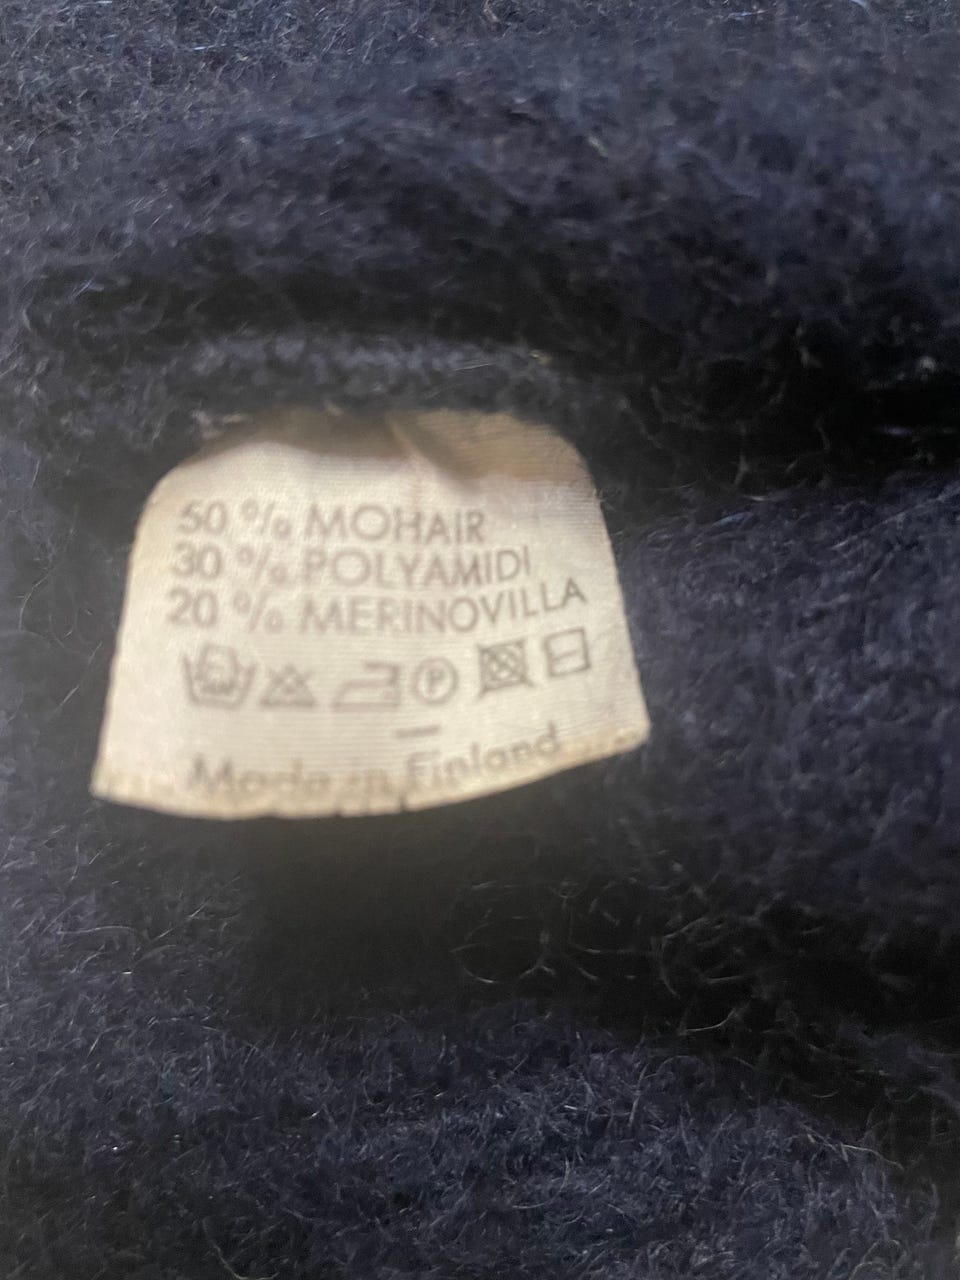 50 % MOHAIR
30 % POLYAMIDI
20 % MERINOVILLA
P
Made in Finland